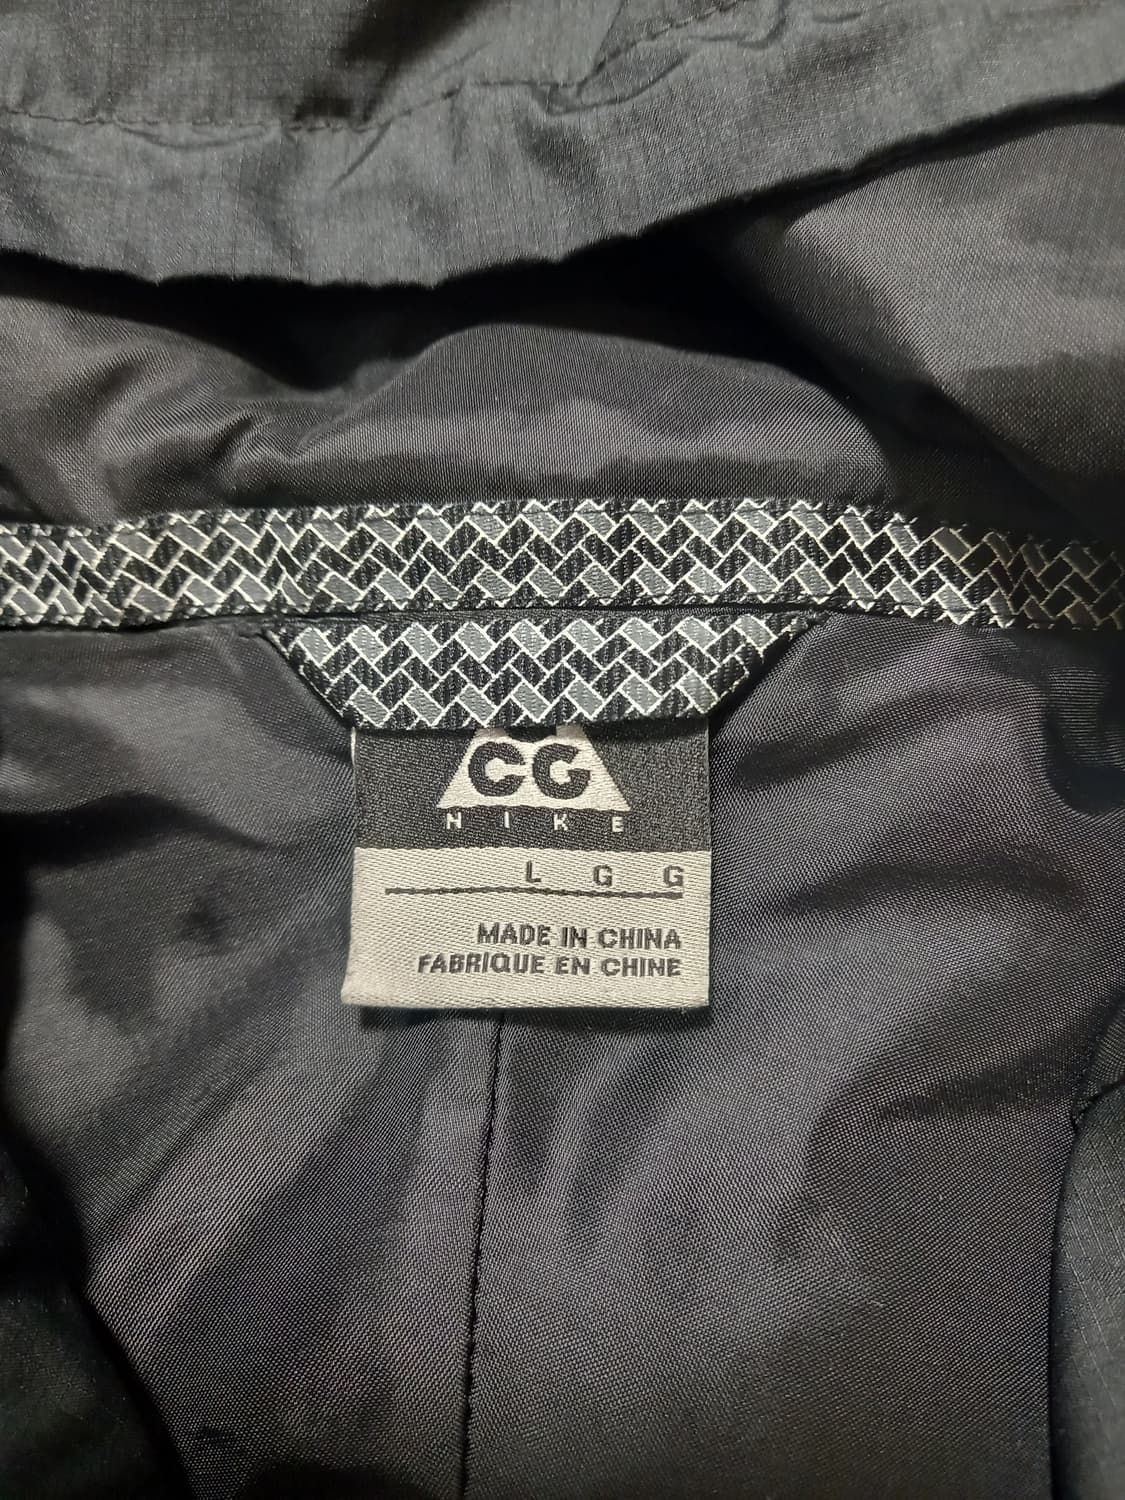 CG
NIKE
L G G
MADE IN CHINA
FABRIQUE EN CHINE